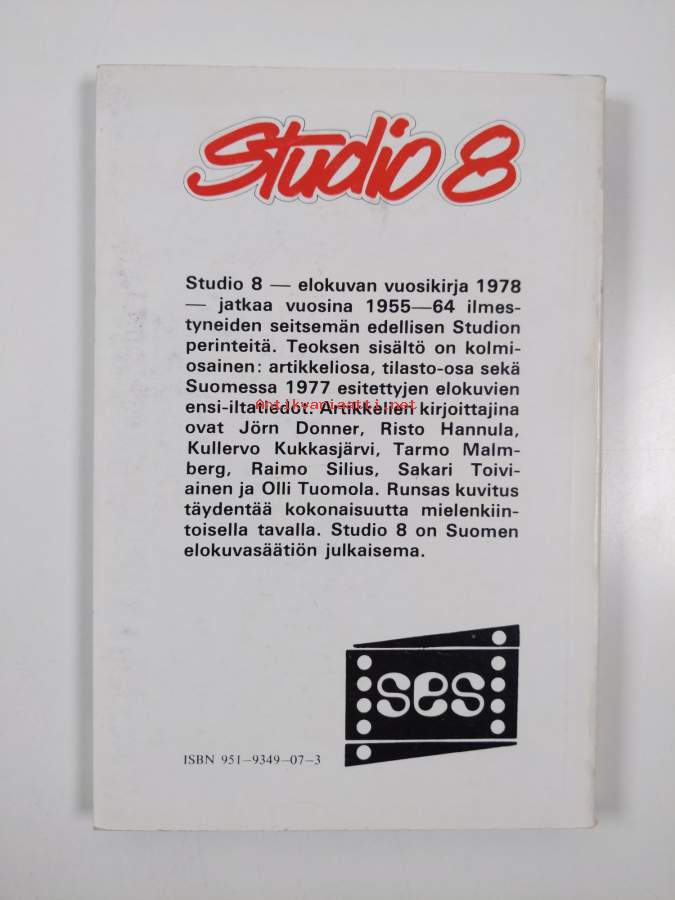 Studio 8
Studio 8 — elokuvan vuosikirja 1978
— jatkaa vuosina 1955—64 ilmes-
tyneiden seitsemän edellisen Studion
perinteitä. Teoksen sisältö on kolmi-
osainen: artikkeliosa, tilasto-osa sekä
Suomessa 1977 esitettyjen elokuvien
ensi-iltatiedot. Artikkelien kirjoittajina
Antikvariaatti.net
ovat Jörn Donner, Risto Hannula,
Kullervo Kukkasjärvi, Tarmo Malm-
berg, Raimo Silius, Sakari Toivi-
ainen ja Olli Tuomola. Runsas kuvitus
täydentää kokonaisuutta mielenkiin-
toisella tavalla. Studio 8 on Suomen
elokuvasäätiön julkaisema.
ses
ISBN 951–9349–07–3